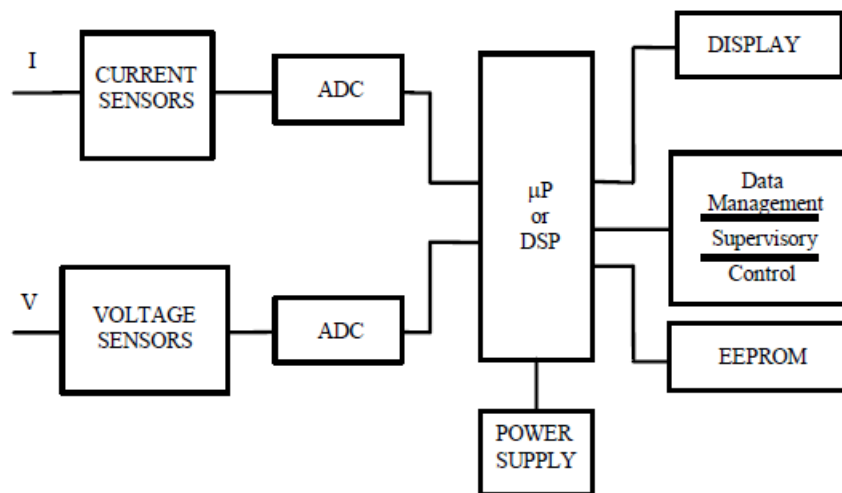 I
CURRENT
SENSORS
ADC
DISPLAY
μP
or
DSP
Data
Management
Supervisory
Control
V
VOLTAGE
SENSORS
ADC
EEPROM
POWER
SUPPLY